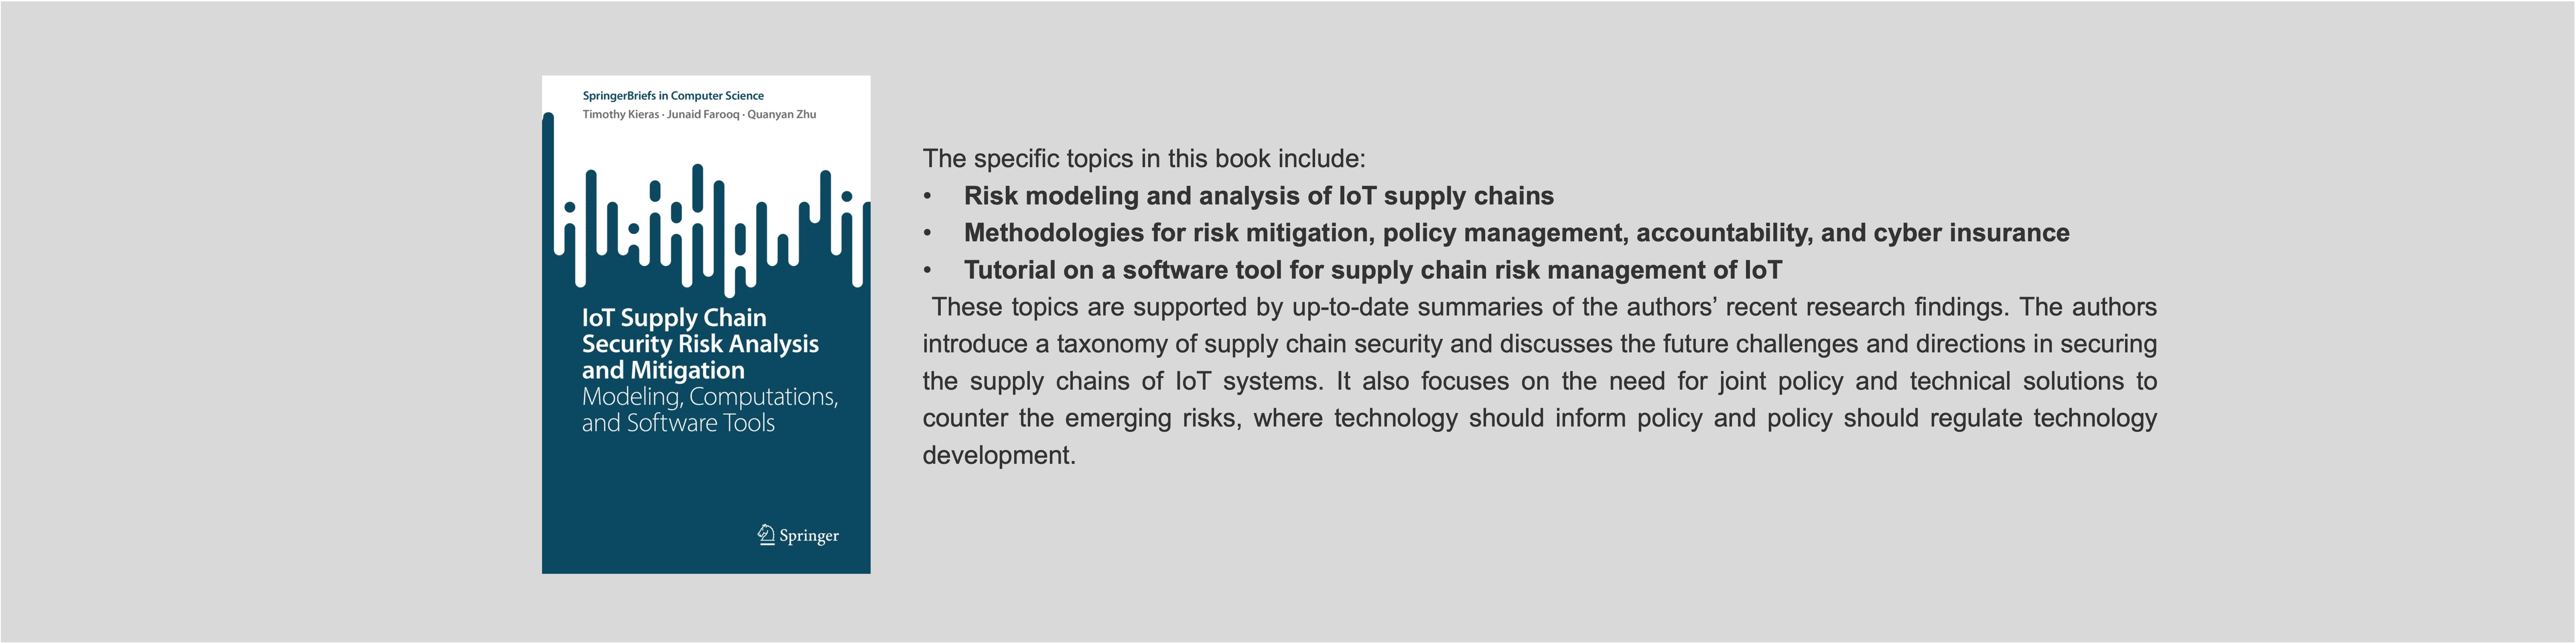 SpringerBriefs in Computer Science
Timothy Kieras · Junaid Farooq · Quanyan Zhu
IoT Supply Chain
Security Risk Analysis
and Mitigation
Modeling, Computations,
and Software Tools
Springer
The specific topics in this book include:
• Risk modeling and analysis of IoT supply chains
• Methodologies for risk mitigation, policy management, accountability, and cyber insurance
• Tutorial on a software tool for supply chain risk management of IoT
These topics are supported by up-to-date summaries of the authors’ recent research findings. The authors
introduce a taxonomy of supply chain security and discusses the future challenges and directions in securing
the supply chains of IoT systems. It also focuses on the need for joint policy and technical solutions to
counter the emerging risks, where technology should inform policy and policy should regulate technology
development.